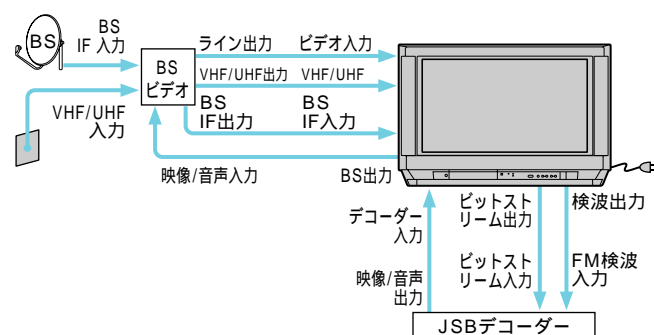 BS
BS
IF 入力
VHF/UHF
入力
BS
ビデオ
ライン出力
ビデオ入力
VHF/UHF出力
VHF/UHF
BS
IF出力
BS
IF入力
映像/音声入力
BS出力
デコーダー
入力
ビットスト
リーム出力
検波出力
映像/音声
出力
ビットスト
リーム入力
FM検波
入力
JSBデコーダー